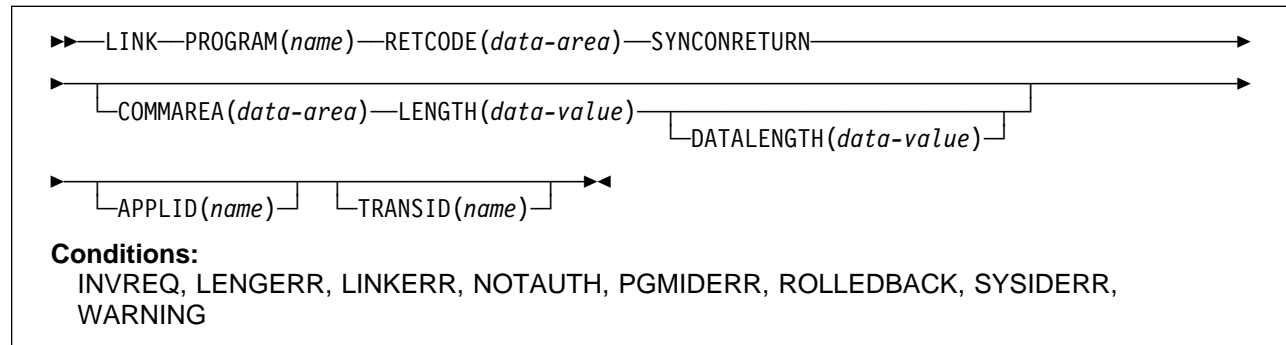 LINK PROGRAM(name) RETCODE(data-area) SYNCONRETURN
COMMAREA(data-area) LENGTH(data-value)
DATALENGTH(data-value)
APPLID(name) TRANSID(name)
Conditions:
INVREQ, LENGERR, LINKERR, NOTAUTH, PGMIDERR, ROLLEDBACK, SYSIDERR,
WARNING